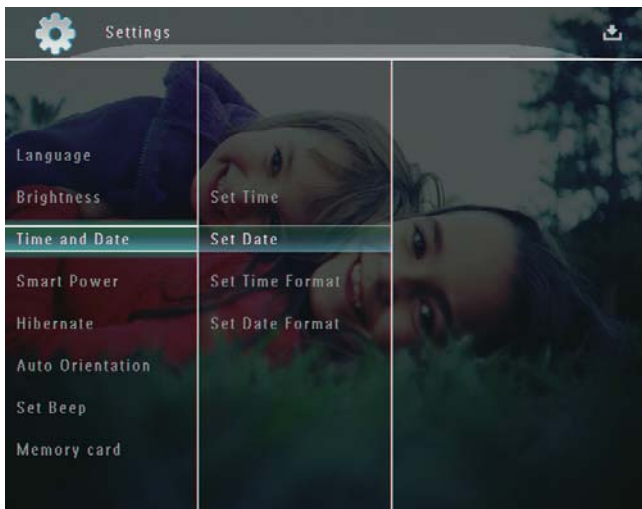 Settings
Language
Brightness
Time and Date
Smart Power
Hibernate
Auto Orientation
Set Beep
Memory card
Set Time
Set Date
Set Time Format
Set Date Format